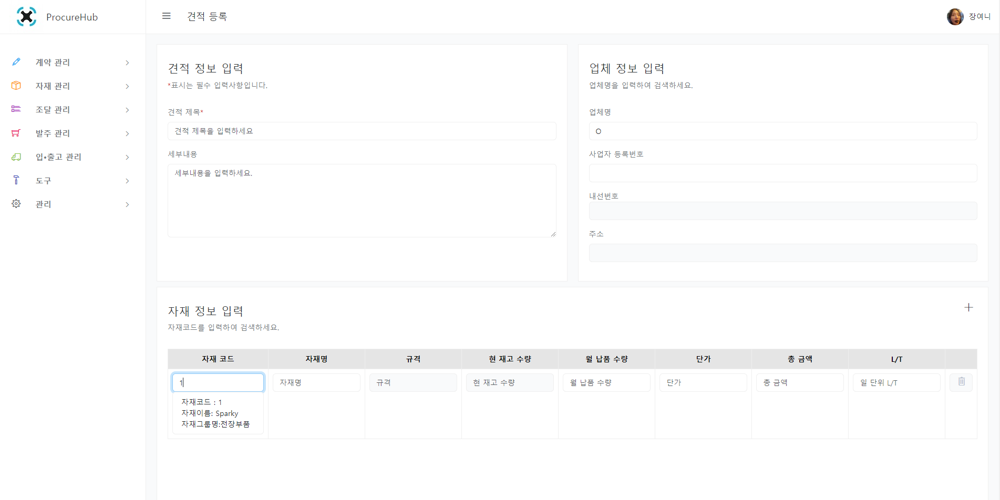 ProcureHub
견적 등록
장여니
계약 관리
자재 관리
조달 관리
발주 관리
입•출고 관리
도구
관리
견적 정보 입력
*표시는 필수 입력사항입니다.
견적 제목*
견적 제목을 입력하세요
세부내용
세부내용을 입력하세요.
업체 정보 입력
업체명을 입력하여 검색하세요.
업체명
ㅇ
사업자 등록번호
내선번호
주소
자재 정보 입력
자재코드를 입력하여 검색하세요.
자재 코드 자재명 규격 현 재고 수량 월 납품 수량 단가 총 금액 L/T
1 자재명 규격 현 재고 수량 월 납품 수량 단가 총 금액 일 단위 L/T
자재코드 : 1
자재이름: Sparky
자재그룹명:전장부품